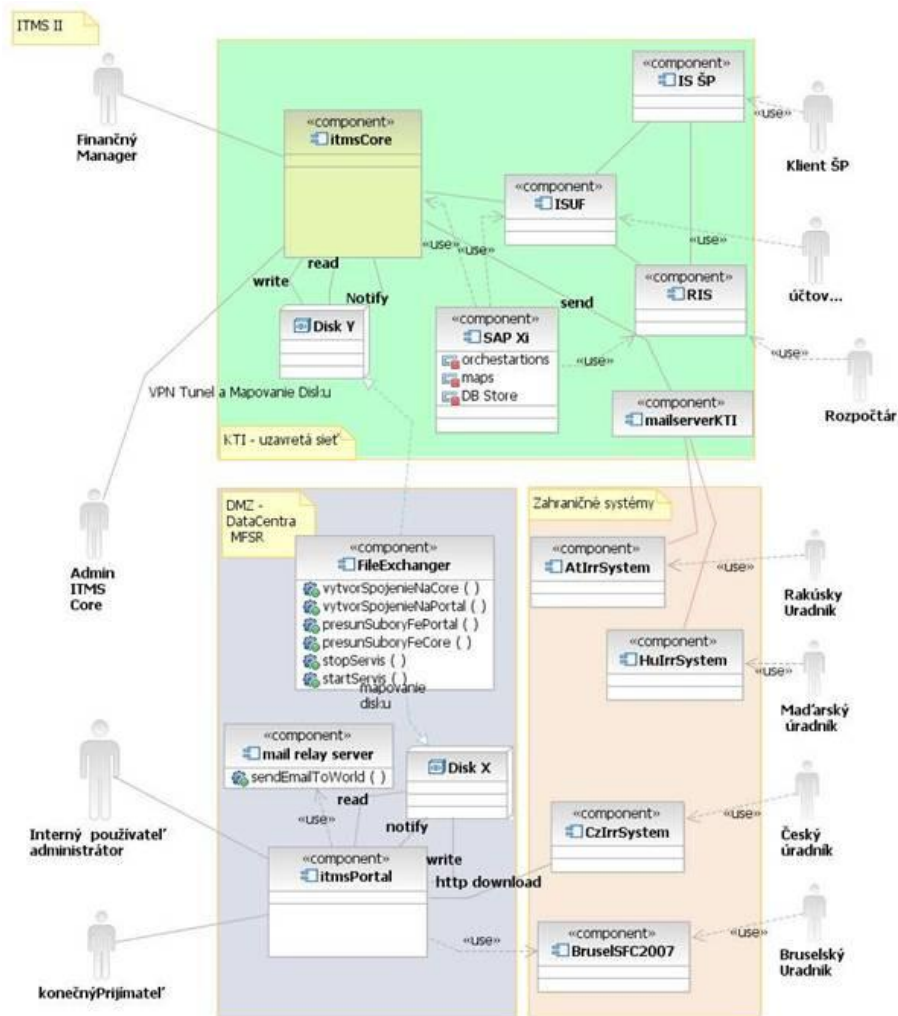 ITMS II
Finančný
Manager
«component»
itmsCore
«component»
IS ŠP
«use»
Klient ŠP
«component»
ISUF
«use»
«use»
«use»
účtov...
write
read
Notify
send
«component»
RIS
Disk Y
«component»
SAP Xi
orchestartions
maps
DB Store
«use»
«use»
Rozpočtár
VPN Tunel a Mapovanie Disku
«component»
mailserverKTI
KTI - uzavretá sieť
Admin
ITMS
Core
DMZ -
DataCentra
MFSR
«component»
FileExchanger
vytvorSpojenieNaCore ( )
vytvorSpojenieNaPortal ( )
presunSuboryFePortal ( )
presunSuboryFeCore ( )
stopServis ( )
startServis ( )
mapovanie
disku
Zahraničné systémy
«component»
AtIrrSystem
«use»
Rakúsky
Uradnik
«component»
HuIrrSystem
«use»
Maďarský
úradník
«component»
mail relay server
sendEmailToWorld ( )
Disk X
read
«use»
notify
write
http download
Interný používateľ
administrátor
«component»
itmsPortal
«component»
CzIrrSystem
«use»
Český
úradník
«use»
«component»
BruselSFC2007
«use»
Bruselský
Uradnik
konečnýPrijímateľ